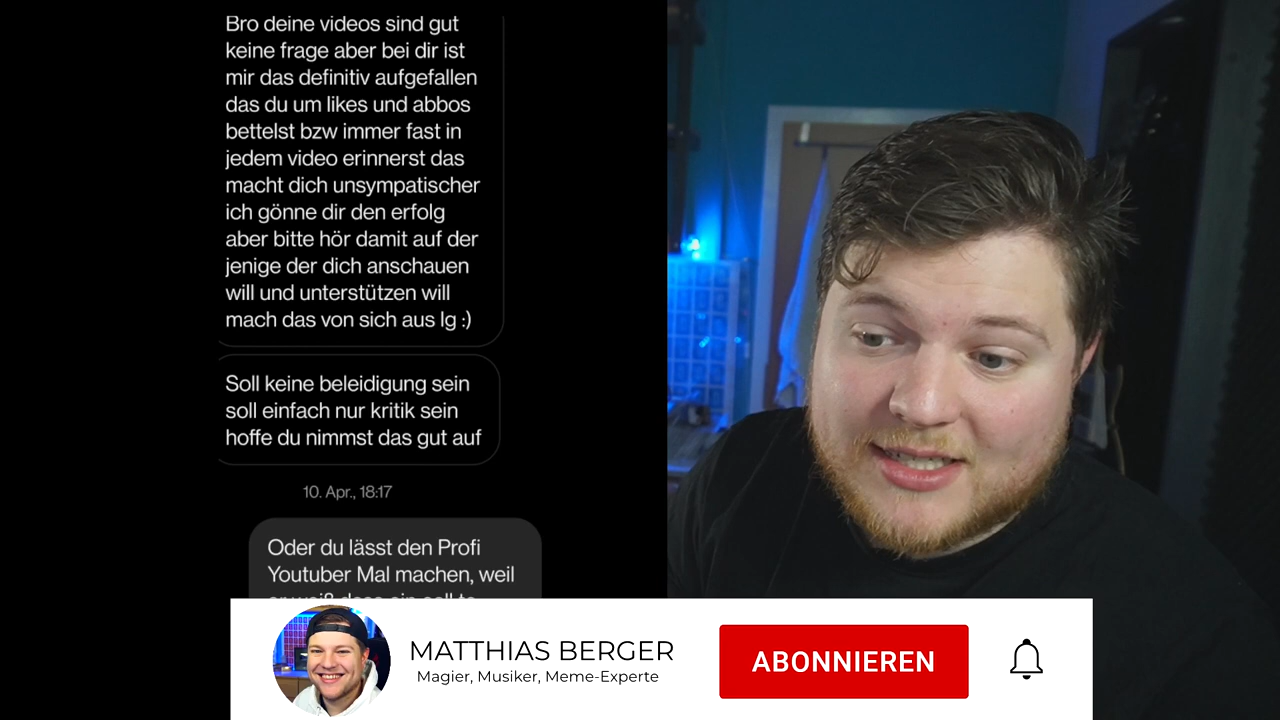 Bro deine videos sind gut
keine frage aber bei dir ist
mir das definitiv aufgefallen
das du um likes und abbos
bettelst bzw immer fast in
jedem video erinnerst das
macht dich unsympatischer
ich gönne dir den erfolg
aber bitte hör damit auf der
jenige der dich anschauen
will und unterstützen will
mach das von sich aus lg :)
Soll keine beleidigung sein
soll einfach nur kritik sein
hoffe du nimmst das gut auf
10. Apr., 18:17
Oder du lässt den Profi
Youtuber Mal machen, weil
MATTHIAS BERGER
Magier, Musiker, Meme-Experte
ABONNIEREN